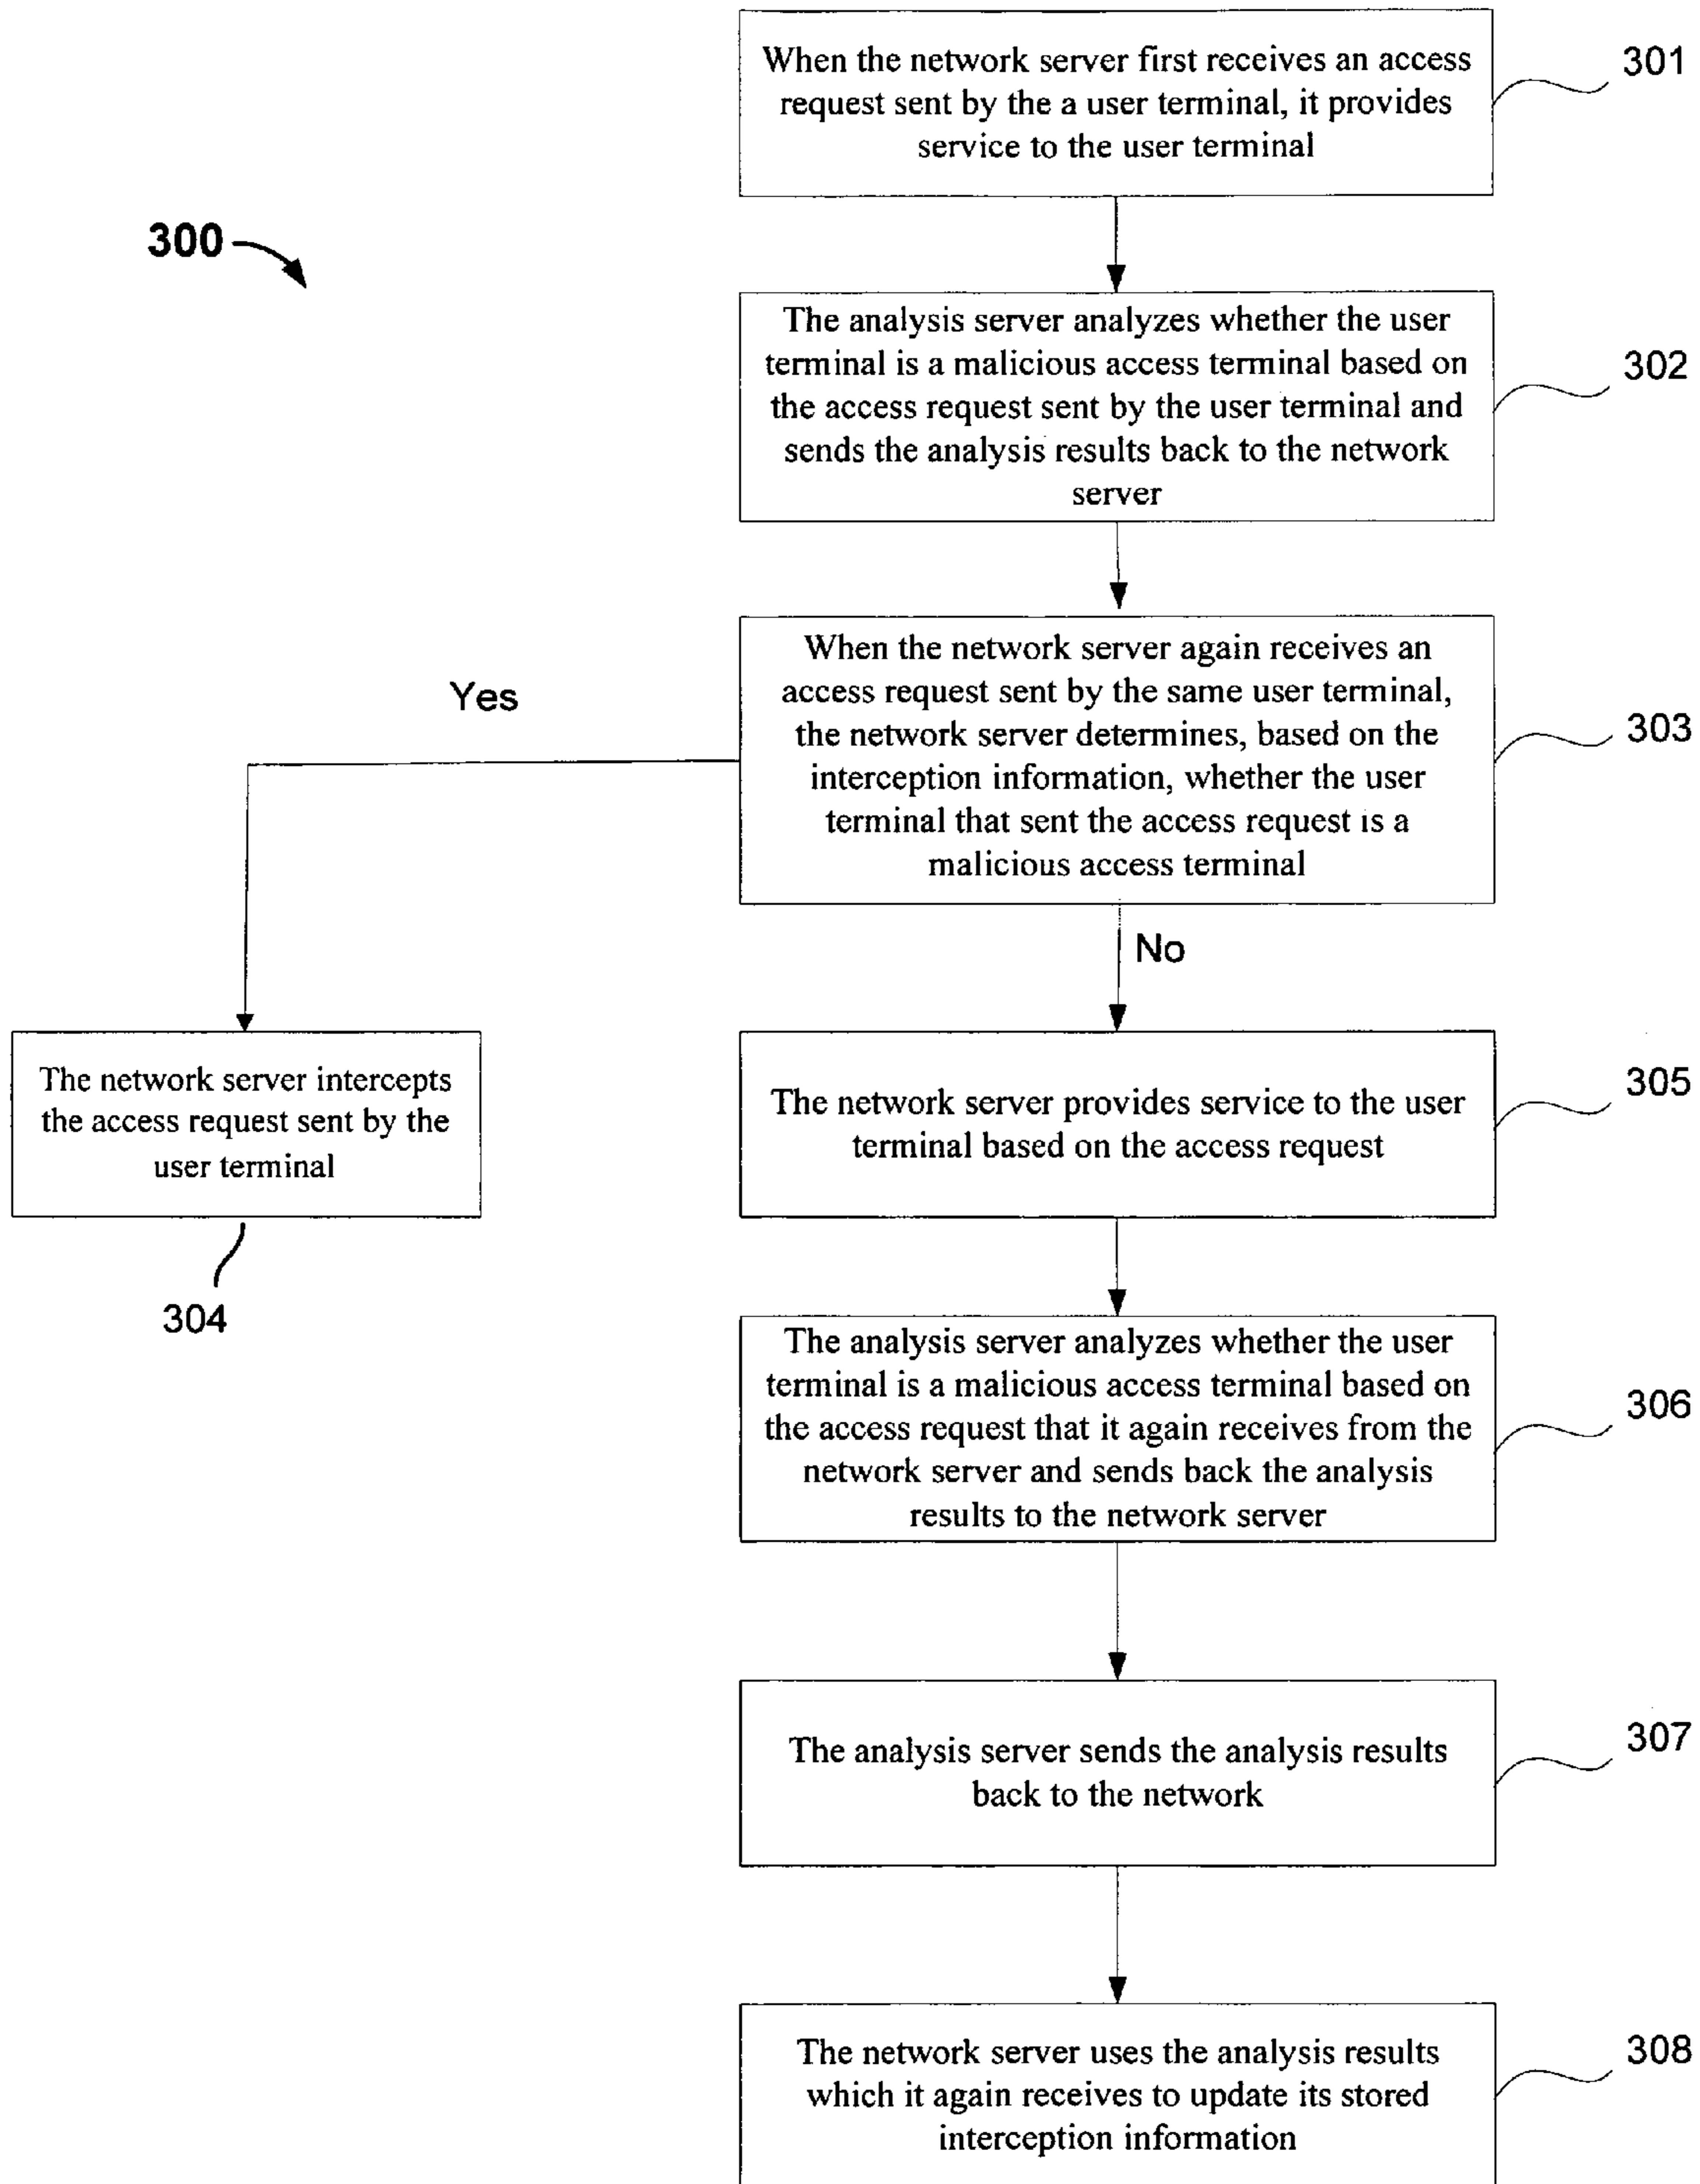 When the network server first receives an access
request sent by the a user terminal, it provides
service to the user terminal
301
300
The analysis server analyzes whether the user
terminal is a malicious access terminal based on
the access request sent by the user terminal and
sends the analysis results back to the network
server
302
When the network server again receives an
access request sent by the same user terminal,
the network server determines, based on the
interception information, whether the user
terminal that sent the access request is a
malicious access terminal
303
Yes
No
The network server intercepts
the access request sent by the
user terminal
304
The network server provides service to the user
terminal based on the access request
305
The analysis server analyzes whether the user
terminal is a malicious access terminal based on
the access request that it again receives from the
network server and sends back the analysis
results to the network server
306
The analysis server sends the analysis results
back to the network
307
The network server uses the analysis results
which it again receives to update its stored
interception information
308